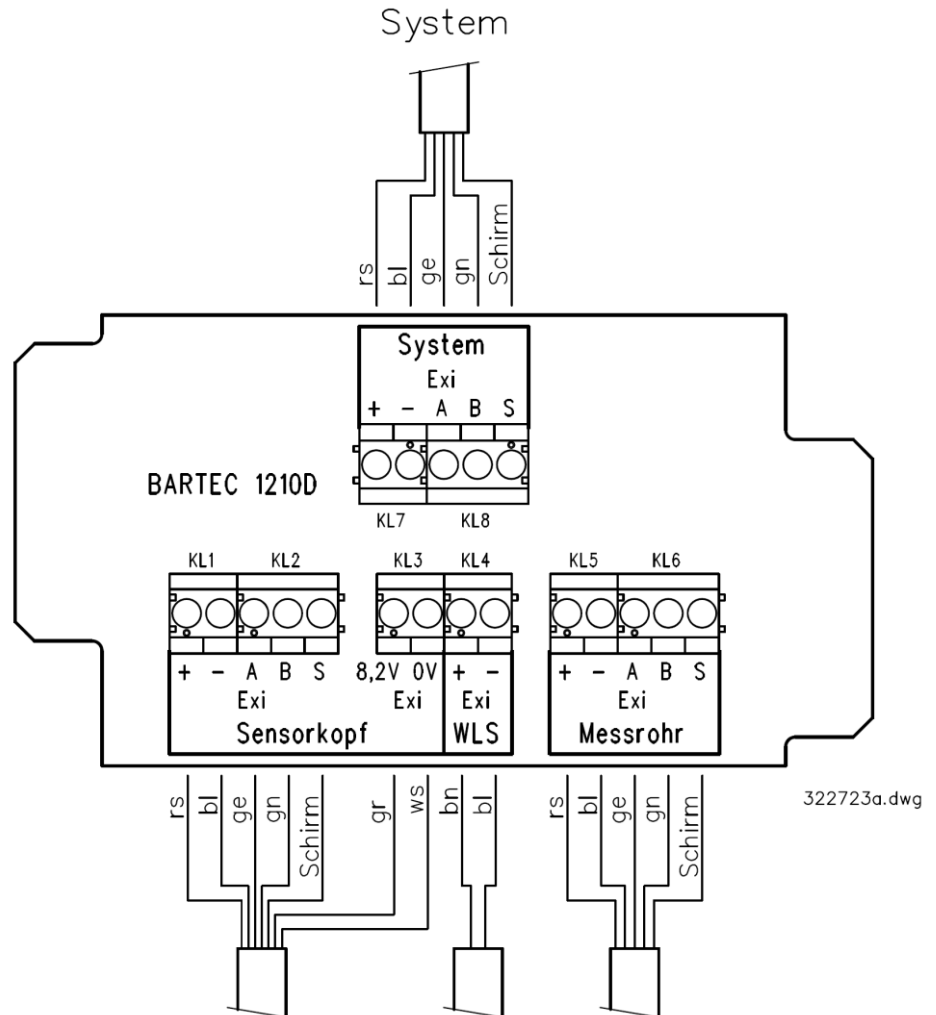 System
rs bl ge gn Schirm
System
Exi
+ − A B S
BARTEC 1210D
KL7 KL8
KL1 KL2 KL3 KL4 KL5 KL6
+ − A B S 8,2V 0V + − + − A B S
Exi Exi Exi Exi
Sensorkopf WLS Messrohr
rs bl ge gn Schirm gr ws bn bl rs bl ge gn Schirm
322723a.dwg